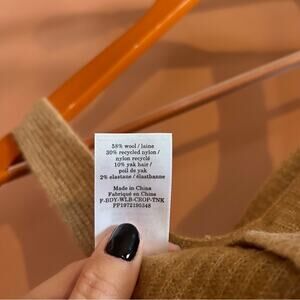 58% wool / laine
30% recycled nylon /
nylon recyclé
10% yak hair /
poil de yak
2% elastane / élasthanne
Made in China
Fabriqué en Chine
F-BDY-WLB-CROP-TNK
PF1972195348